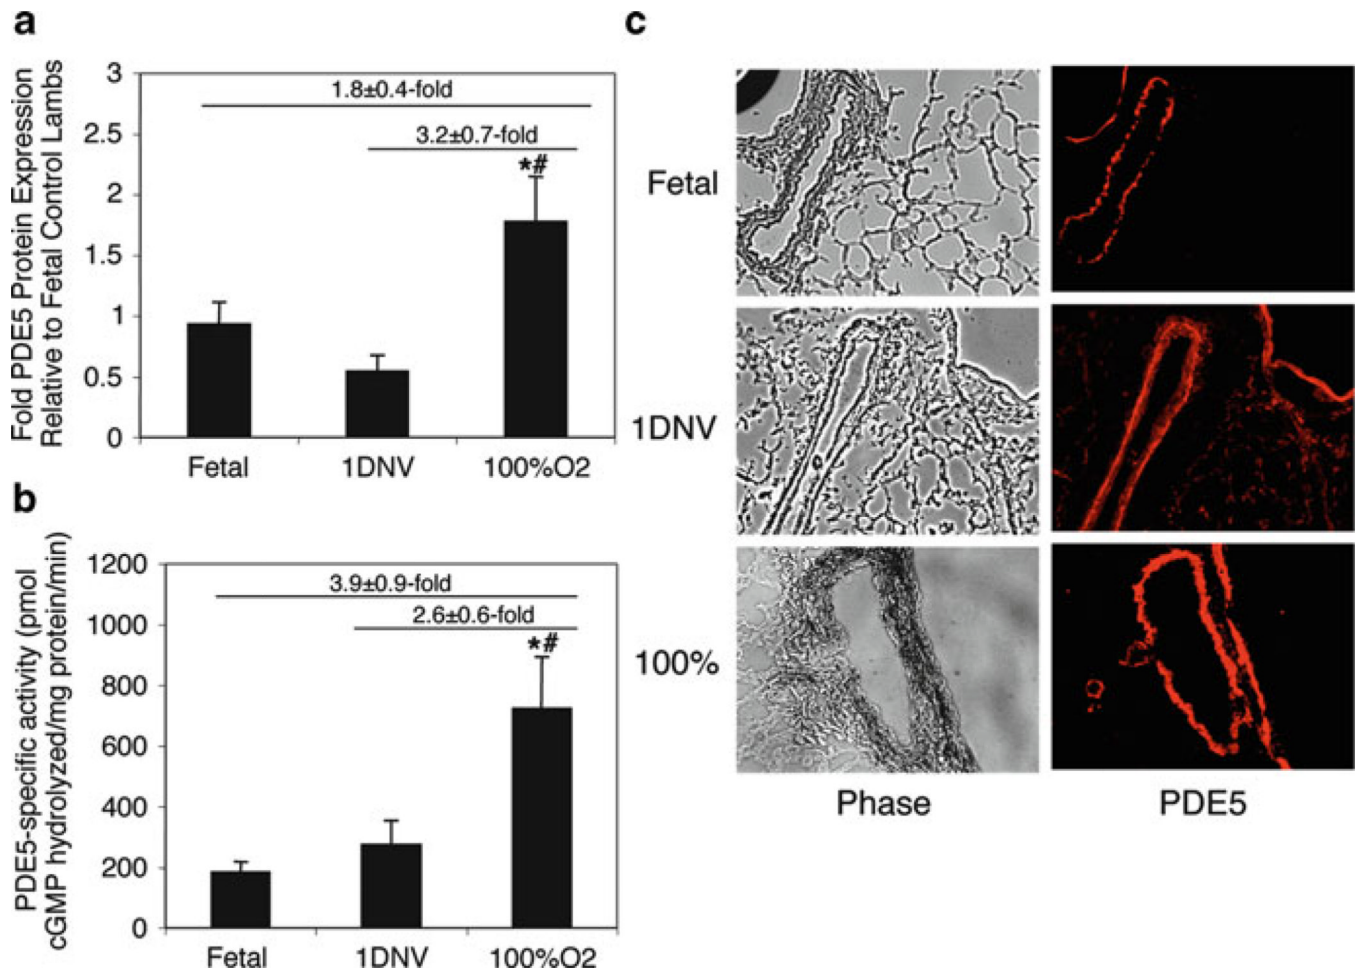 a
Fold PDE5 Protein Expression
Relative to Fetal Control Lambs
3
2.5
2
1.5
1
0.5
0
1.8±0.4-fold
3.2±0.7-fold
*#
Fetal 1DNV 100%O2
b
PDE5-specific activity (pmol
cGMP hydrolyzed/mg protein/min)
1200
1000
800
600
400
200
0
3.9±0.9-fold
2.6±0.6-fold
*#
Fetal 1DNV 100%O2
c
Fetal
1DNV
100%
Phase PDE5